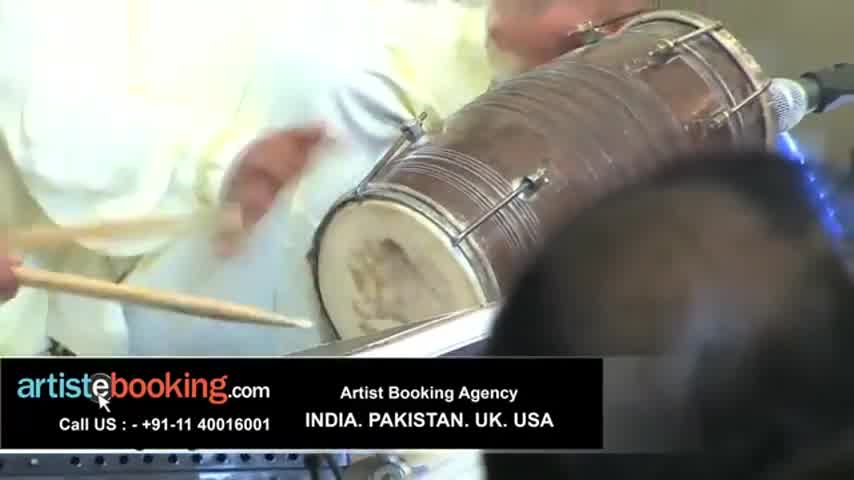 artistebooking.com
Call US : - +91-11 40016001
Artist Booking Agency
INDIA. PAKISTAN. UK. USA